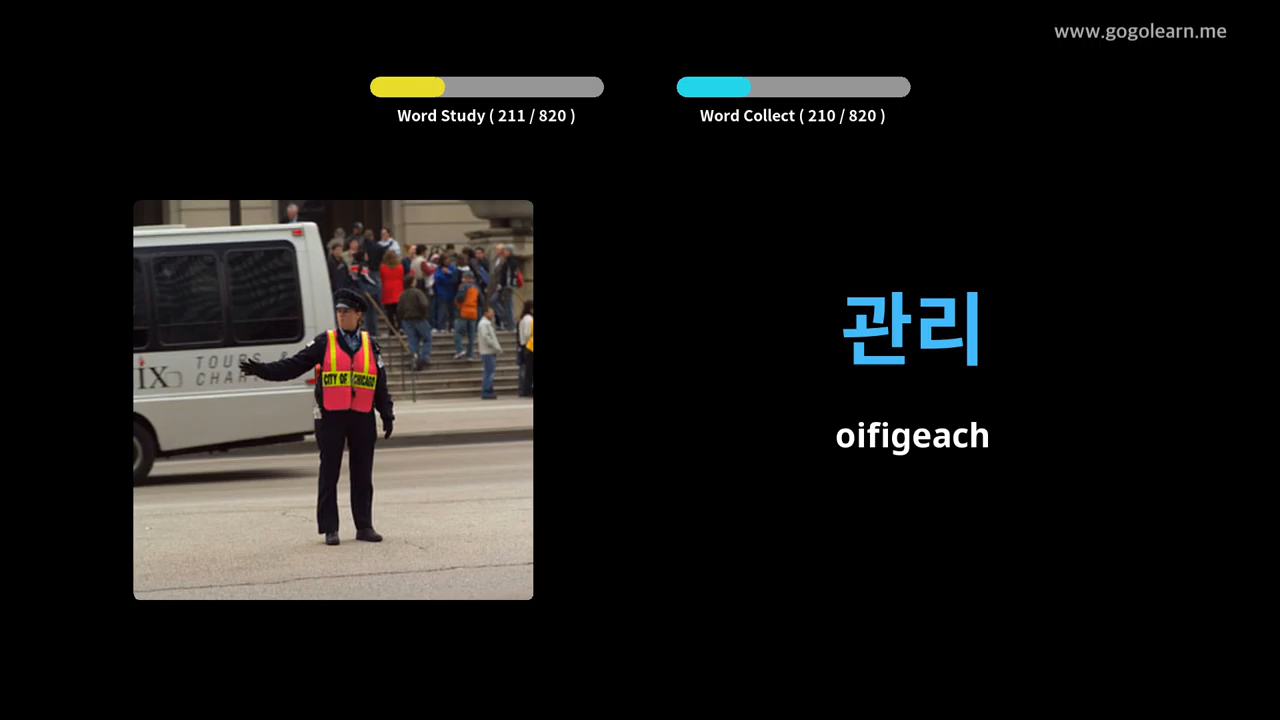 www.gogolearn.me
Word Study ( 211 / 820 )
Word Collect ( 210 / 820 )
관리
oifigeach
TOURS &
IX
CHAR
CITY OF CHICAGO